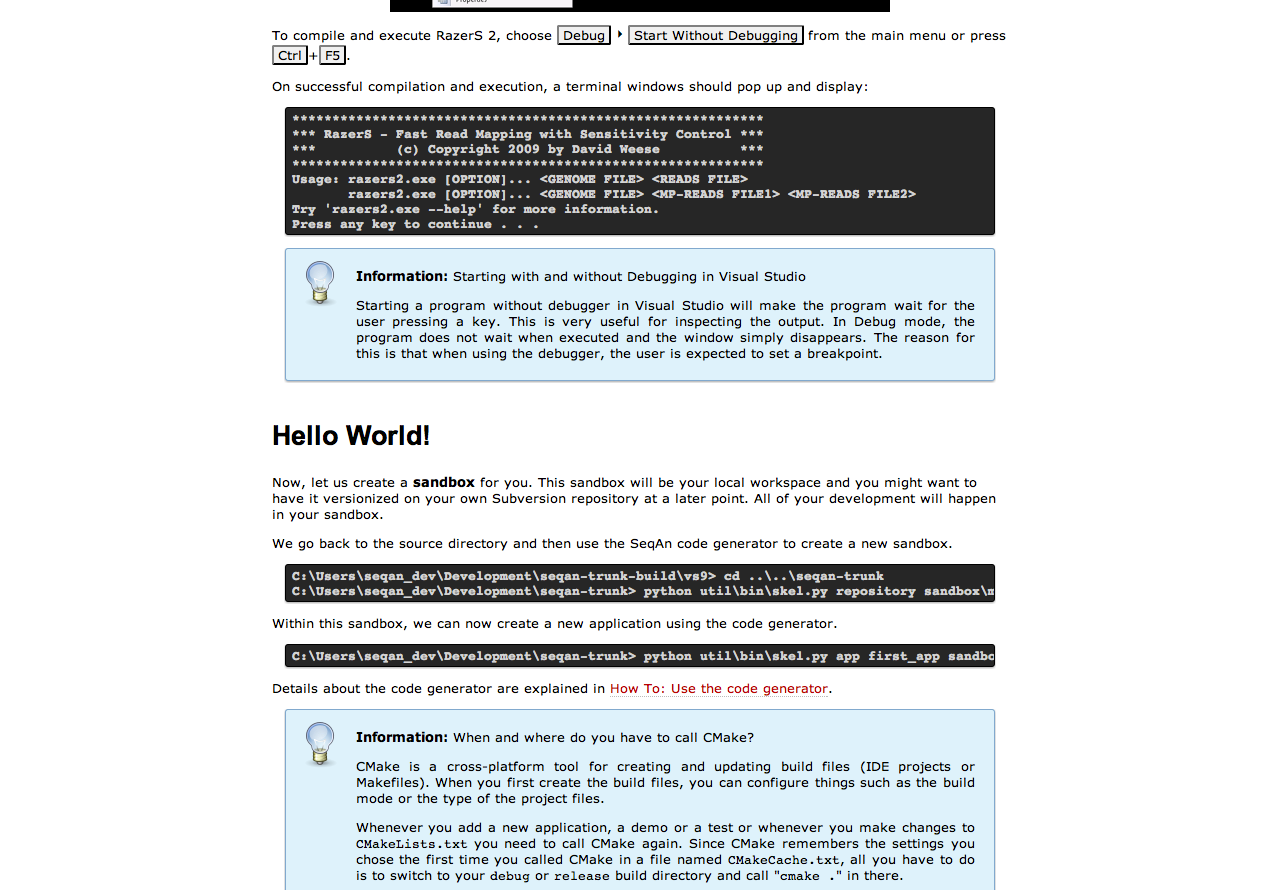 To compile and execute RazerS 2, choose Debug ‣ Start Without Debugging from the main menu or press
Ctrl+F5.
On successful compilation and execution, a terminal windows should pop up and display:
***********************************************************
*** RazerS - Fast Read Mapping with Sensitivity Control ***
***          (c) Copyright 2009 by David Weese          ***
***********************************************************
Usage: razers2.exe [OPTION]... <GENOME FILE> <READS FILE>
       razers2.exe [OPTION]... <GENOME FILE> <MP-READS FILE1> <MP-READS FILE2>
Try 'razers2.exe --help' for more information.
Press any key to continue . . .
Information: Starting with and without Debugging in Visual Studio
Starting a program without debugger in Visual Studio will make the program wait for the
user pressing a key. This is very useful for inspecting the output. In Debug mode, the
program does not wait when executed and the window simply disappears. The reason for
this is that when using the debugger, the user is expected to set a breakpoint.
Hello World!
Now, let us create a sandbox for you. This sandbox will be your local workspace and you might want to
have it versionized on your own Subversion repository at a later point. All of your development will happen
in your sandbox.
We go back to the source directory and then use the SeqAn code generator to create a new sandbox.
C:\Users\seqan_dev\Development\seqan-trunk-build\vs9> cd ..\..\seqan-trunk
C:\Users\seqan_dev\Development\seqan-trunk> python util\bin\skel.py repository sandbox\m
Within this sandbox, we can now create a new application using the code generator.
C:\Users\seqan_dev\Development\seqan-trunk> python util\bin\skel.py app first_app sandbo
Details about the code generator are explained in How To: Use the code generator.
Information: When and where do you have to call CMake?
CMake is a cross-platform tool for creating and updating build files (IDE projects or
Makefiles). When you first create the build files, you can configure things such as the build
mode or the type of the project files.
Whenever you add a new application, a demo or a test or whenever you make changes to
CMakeLists.txt you need to call CMake again. Since CMake remembers the settings you
chose the first time you called CMake in a file named CMakeCache.txt, all you have to do
is to switch to your debug or release build directory and call "cmake ." in there.